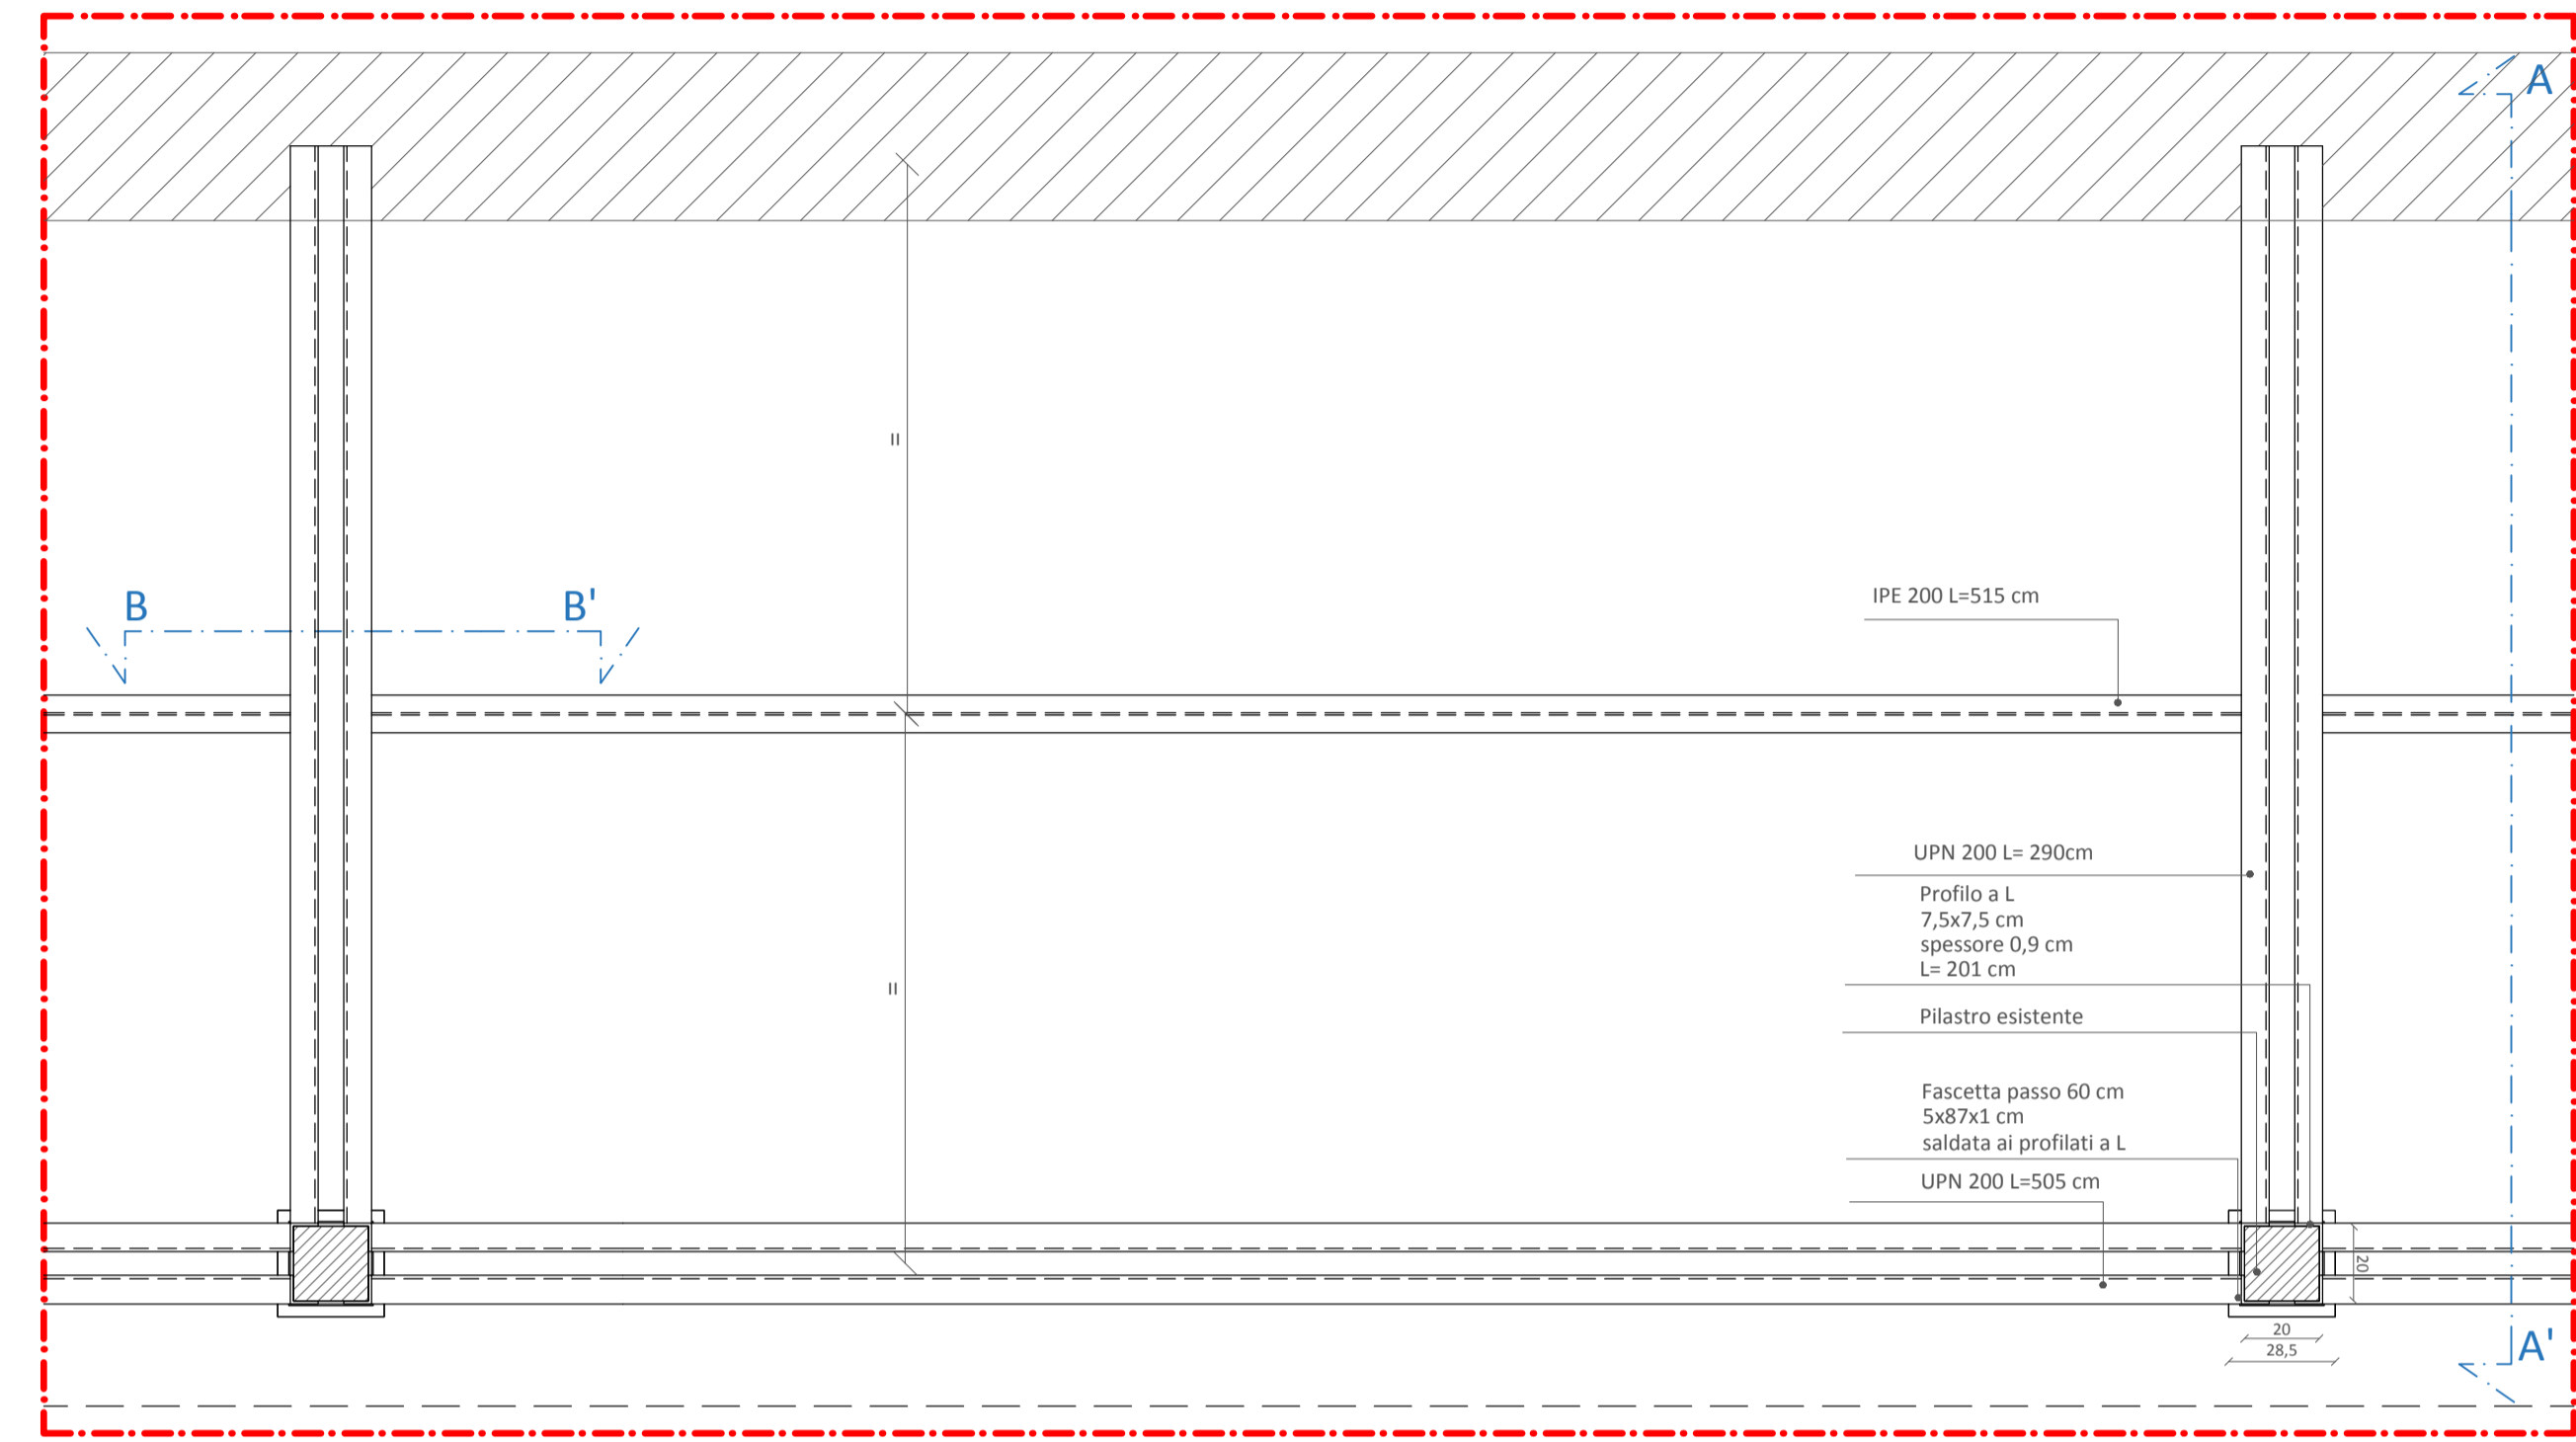 A
=
B
B'
IPE 200 L=515 cm
UPN 200 L= 290cm
Profilo a L
7,5x7,5 cm
spessore 0,9 cm
L= 201 cm
=
Pilastro esistente
Fascetta passo 60 cm
5x87x1 cm
saldata ai profilati a L
UPN 200 L=505 cm
20
20
28,5
A'